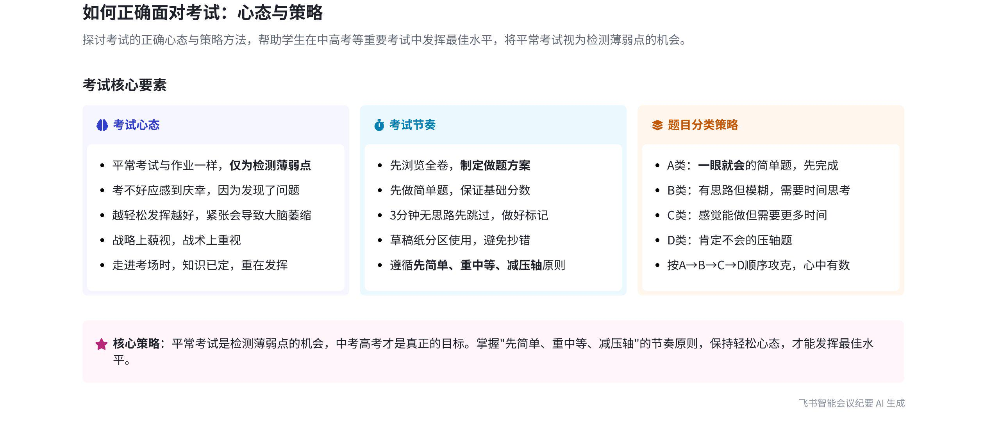 如何正确面对考试：心态与策略
探讨考试的正确心态与策略方法，帮助学生在中高考等重要考试中发挥最佳水平，将平常考试视为检测薄弱点的机会。
考试核心要素
考试心态
平常考试与作业一样，仅为检测薄弱点
考不好应感到庆幸，因为发现了问题
越轻松发挥越好，紧张会导致大脑萎缩
战略上藐视，战术上重视
走进考场时，知识已定，重在发挥
考试节奏
先浏览全卷，制定做题方案
先做简单题，保证基础分数
3分钟无思路先跳过，做好标记
草稿纸分区使用，避免抄错
遵循先简单、重中等、减压轴原则
题目分类策略
A类：一眼就会的简单题，先完成
B类：有思路但模糊，需要时间思考
C类：感觉能做但需要更多时间
D类：肯定不会的压轴题
按A→B→C→D顺序攻克，心中有数
核心策略：平常考试是检测薄弱点的机会，中考高考才是真正的目标。掌握"先简单、重中等、减压轴"的节奏原则，保持轻松心态，才能发挥最佳水
平。
飞书智能会议纪要 AI 生成